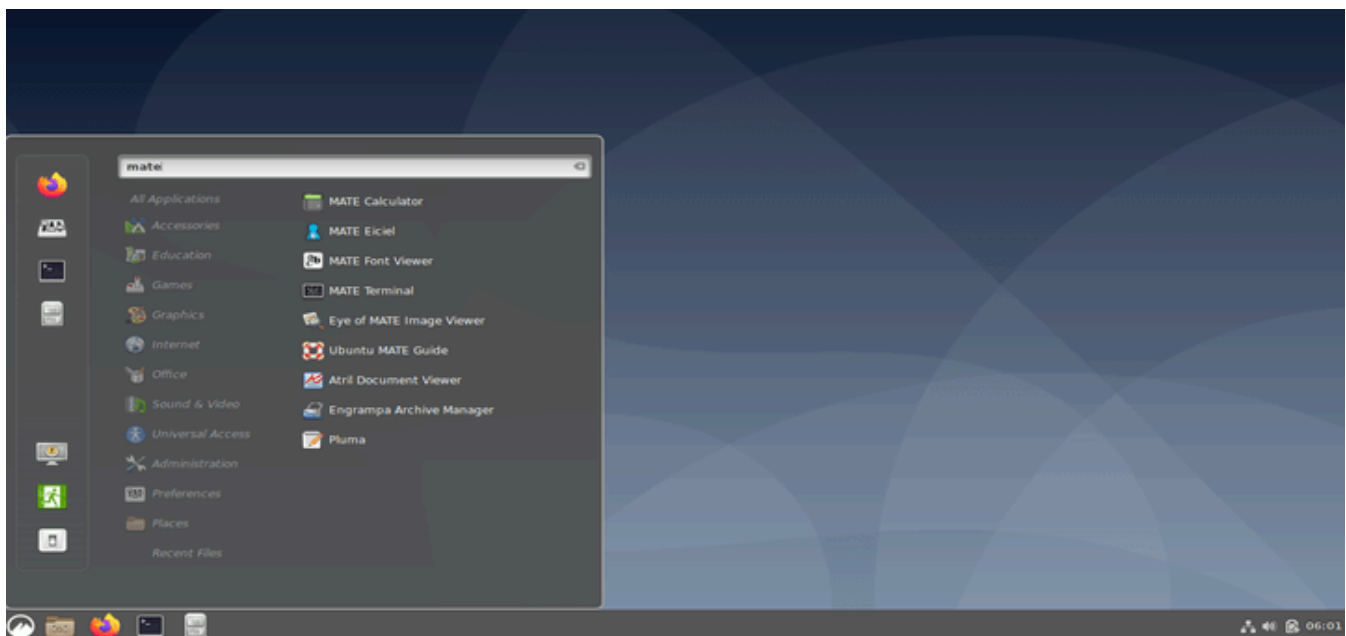 mate
All Applications
Accessories
Education
Games
Graphics
Internet
Office
Sound & Video
Universal Access
Administration
Preferences
Places
Recent Files
MATE Calculator
MATE Eiciel
MATE Font Viewer
MATE Terminal
Eye of MATE Image Viewer
Ubuntu MATE Guide
Atril Document Viewer
Engrampa Archive Manager
Pluma
06:01